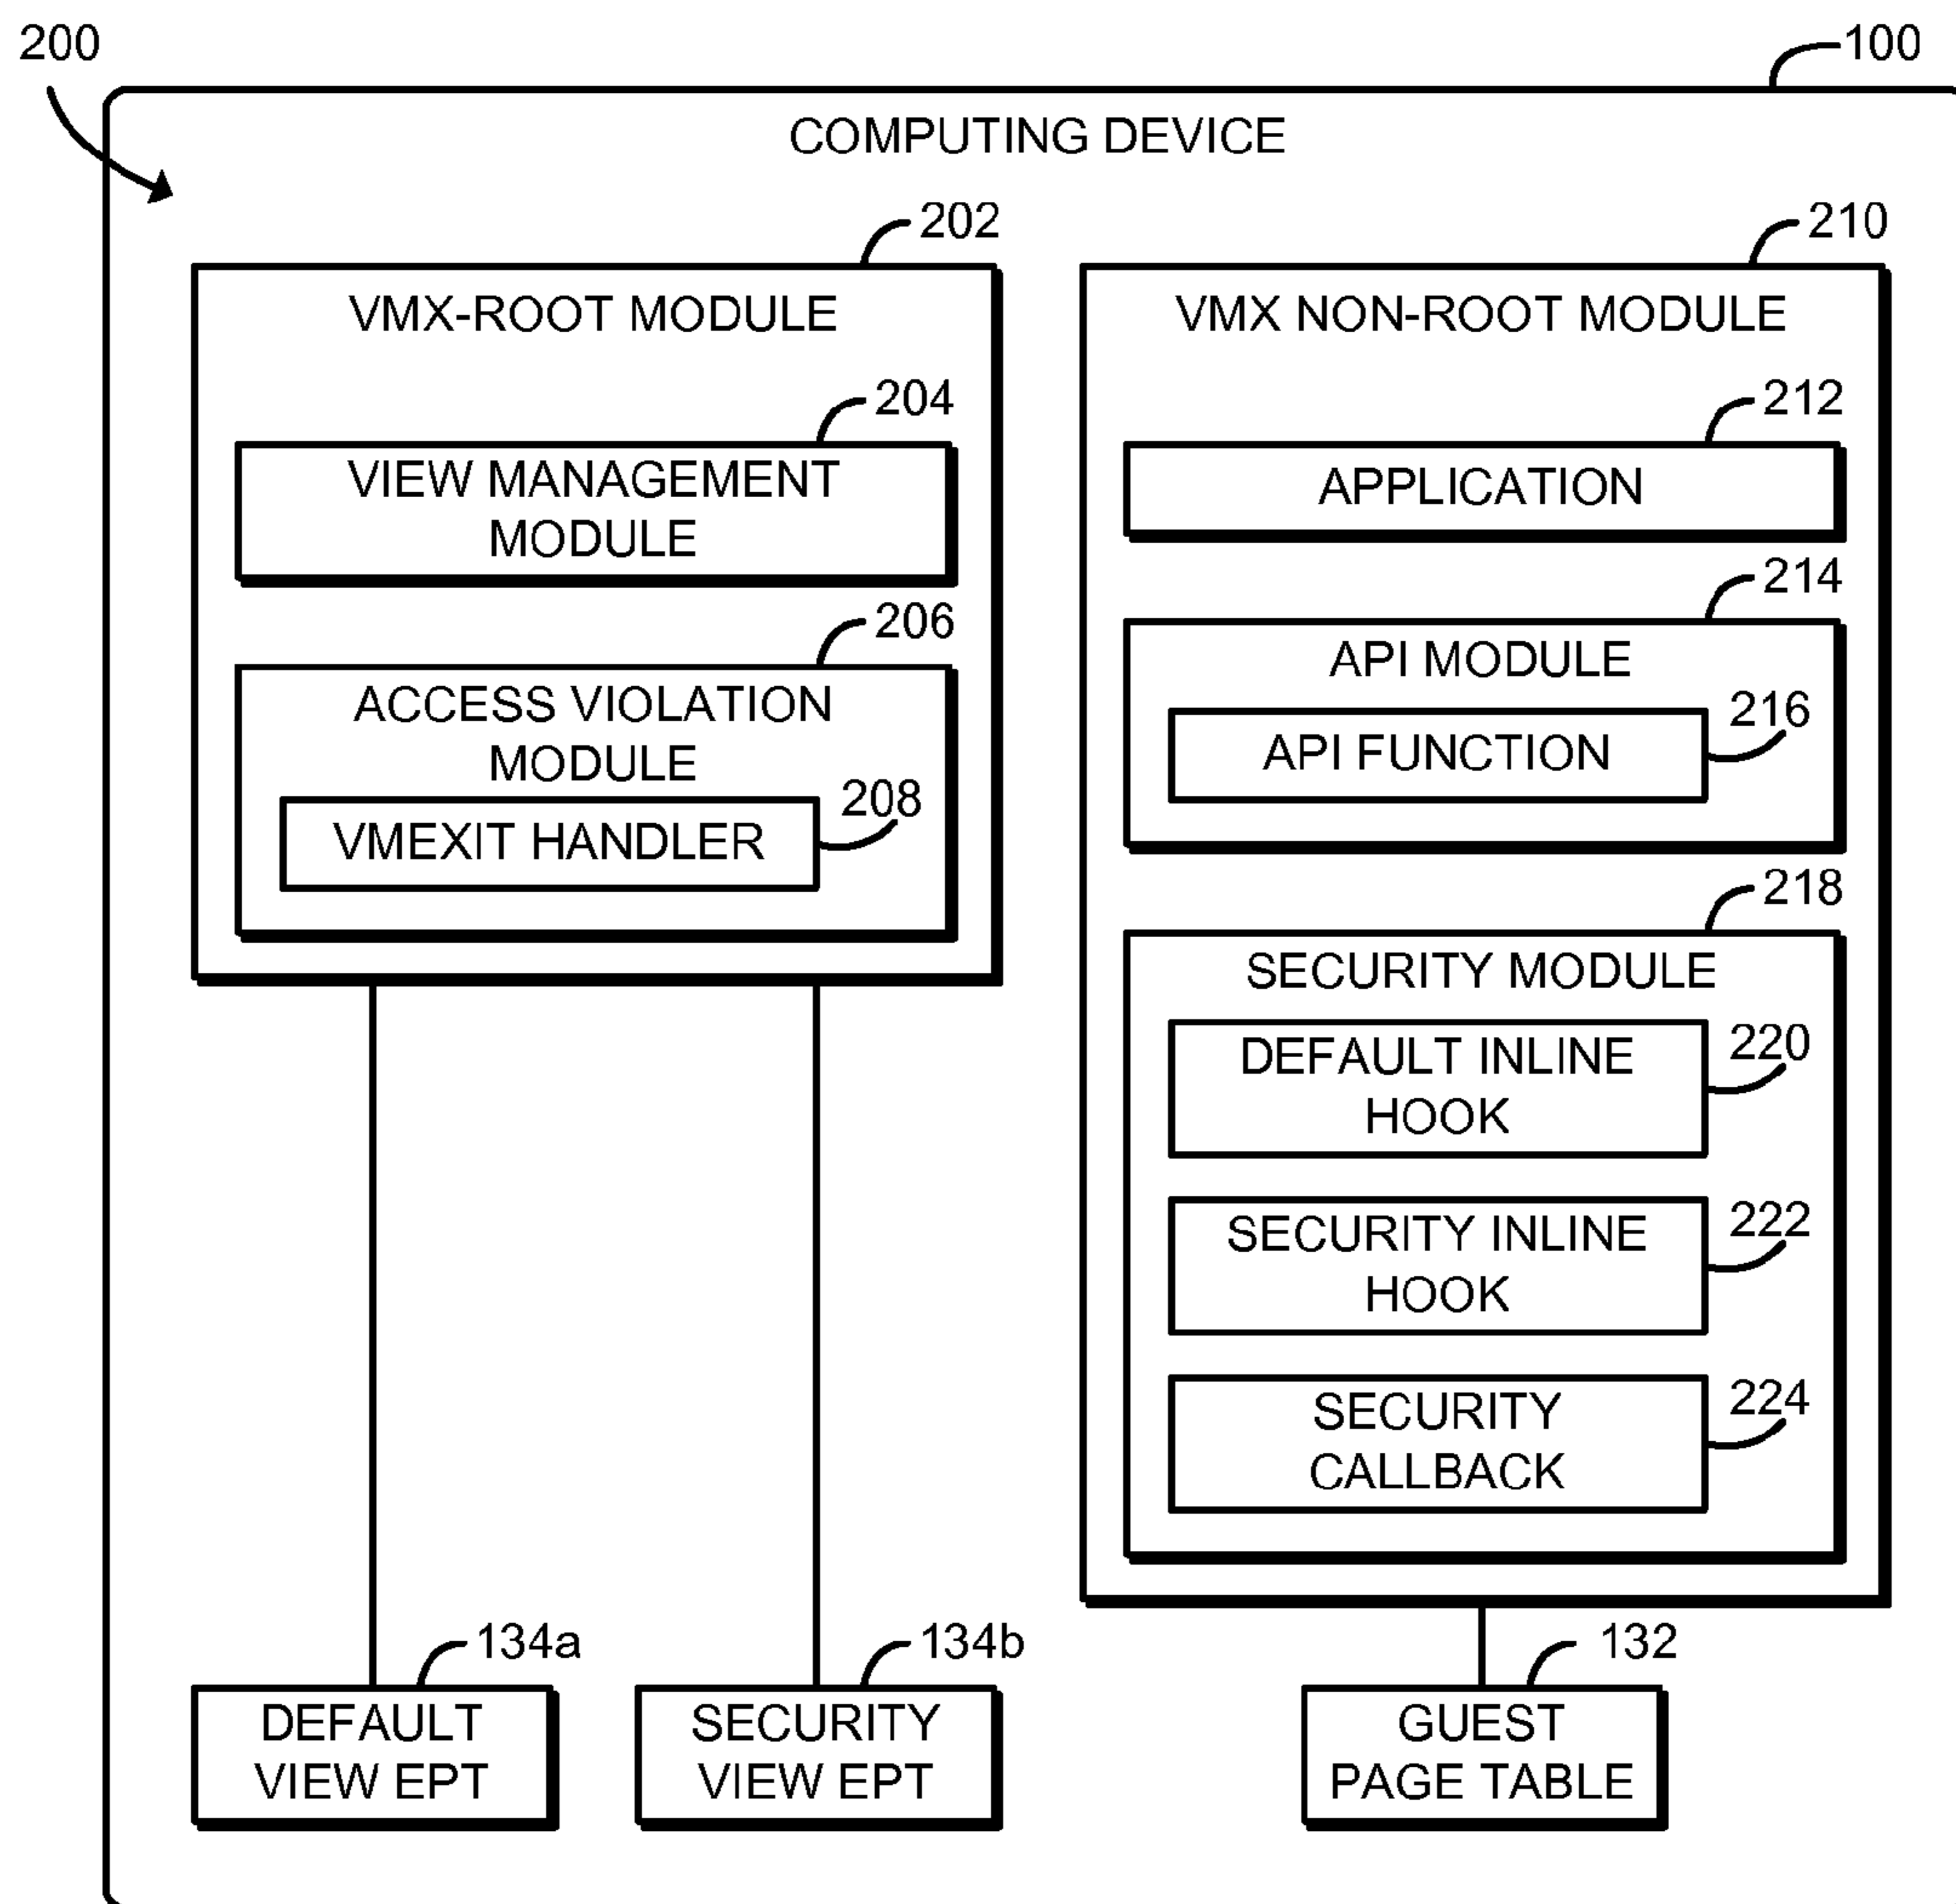 200
100
COMPUTING DEVICE
202
VMX-ROOT MODULE
204
VIEW MANAGEMENT
MODULE
206
ACCESS VIOLATION
MODULE
208
VMEXIT HANDLER
210
VMX NON-ROOT MODULE
212
APPLICATION
214
API MODULE
216
API FUNCTION
218
SECURITY MODULE
220
DEFAULT INLINE
HOOK
222
SECURITY INLINE
HOOK
224
SECURITY
CALLBACK
134a
DEFAULT
VIEW EPT
134b
SECURITY
VIEW EPT
132
GUEST
PAGE TABLE